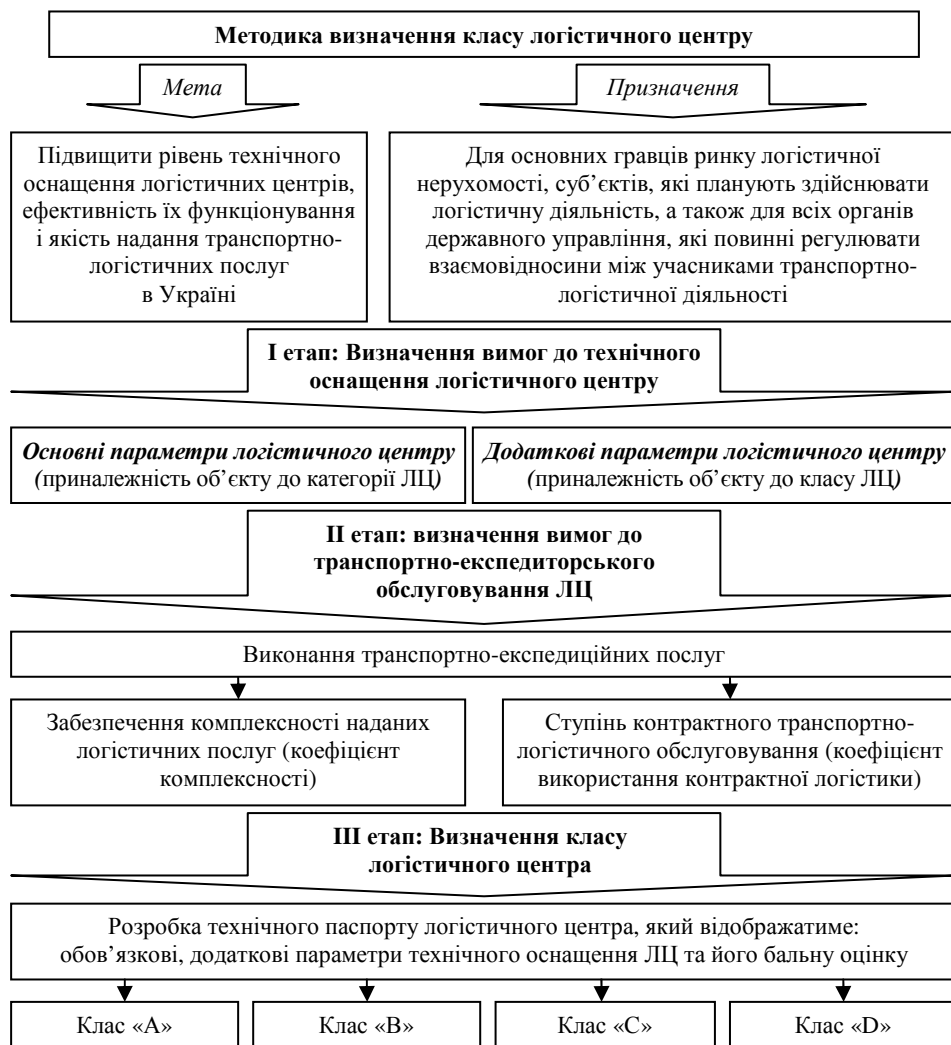 Методика визначення класу логістичного центру
Мета
Призначення
Підвищити рівень технічного
оснащення логістичних центрів,
ефективність їх функціонування
і якість надання транспортно-
логістичних послуг
в Україні
Для основних гравців ринку логістичної
нерухомості, суб’єктів, які планують здійснювати
логістичну діяльність, а також для всіх органів
державного управління, які повинні регулювати
взаємовідносини між учасниками транспортно-
логістичної діяльності
I етап: Визначення вимог до технічного
оснащення логістичного центру
Основні параметри логістичного центру
(приналежність об’єкту до категорії ЛЦ)
Додаткові параметри логістичного центру
(приналежність об’єкту до класу ЛЦ)
II етап: визначення вимог до
транспортно-експедиторського
обслуговування ЛЦ
Виконання транспортно-експедиційних послуг
Забезпечення комплексності наданих
логістичних послуг (коефіцієнт
комплексності)
Ступінь контрактного транспортно-
логістичного обслуговування (коефіцієнт
використання контрактної логістики)
III етап: Визначення класу
логістичного центра
Розробка технічного паспорту логістичного центра, який відображатиме:
обов’язкові, додаткові параметри технічного оснащення ЛЦ та його бальну оцінку
Клас «А»
Клас «В»
Клас «С»
Клас «D»